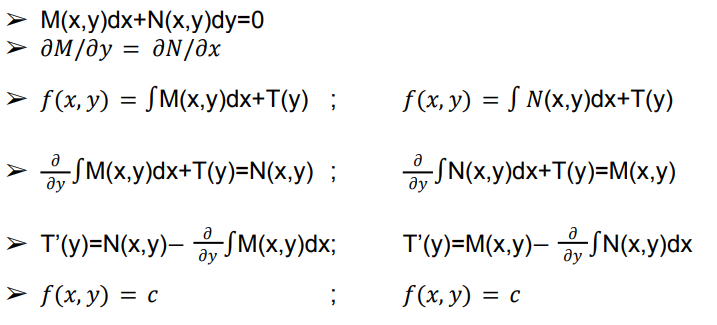 ➢ M(x,y)dx+N(x,y)dy=0
➢ ∂M/∂y = ∂N/∂x
➢ f(x, y) = ∫M(x,y)dx+T(y) ; f(x, y) = ∫ N(x,y)dx+T(y)
➢ ∂/∂y ∫M(x,y)dx+T(y)=N(x,y) ; ∂/∂y ∫N(x,y)dx+T(y)=M(x,y)
➢ T’(y)=N(x,y)– ∂/∂y ∫M(x,y)dx; T’(y)=M(x,y)– ∂/∂y ∫N(x,y)dx
➢ f(x, y) = c ; f(x, y) = c